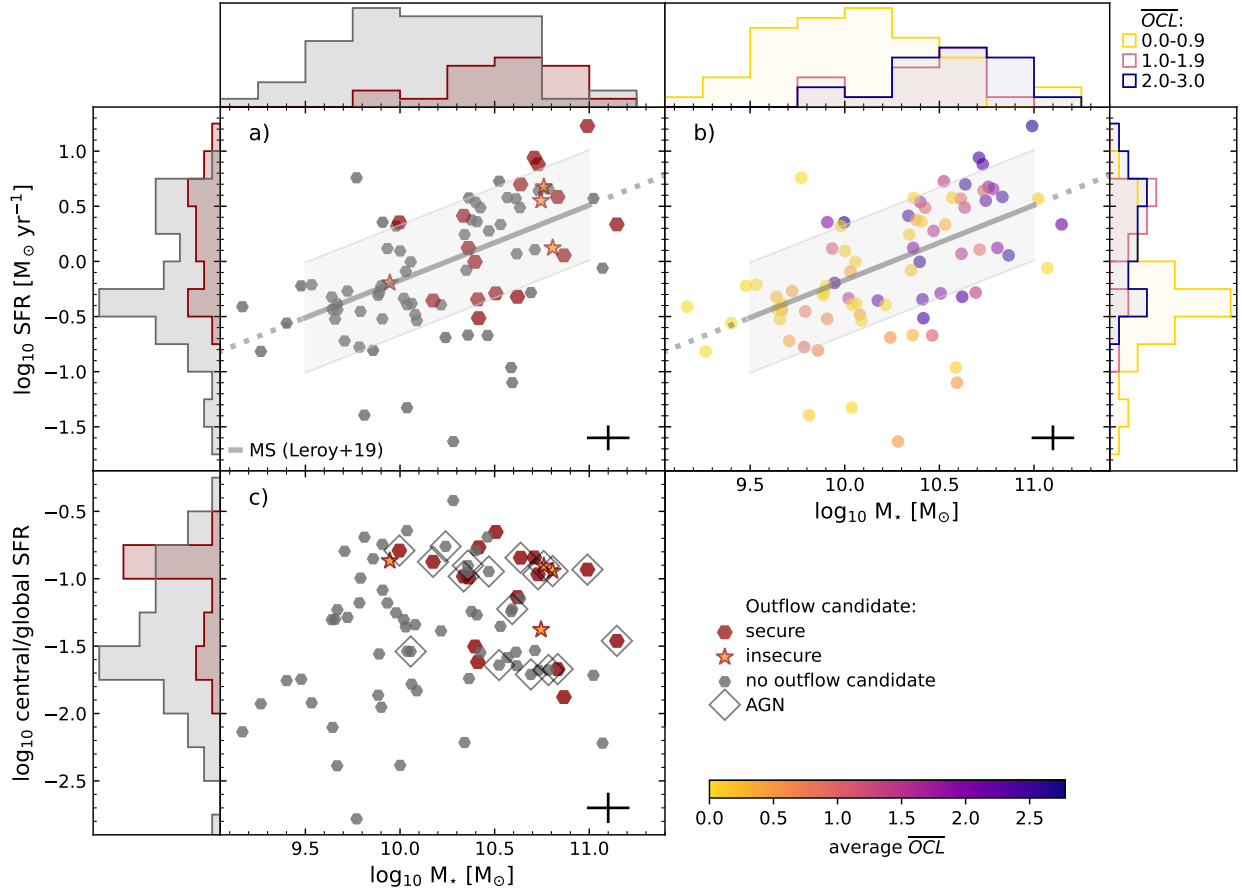 $\overline{OCL}$:
0.0-0.9
1.0-1.9
2.0-3.0
a)
b)
1.0
0.5
0.0
−0.5
−1.0
−1.5
log₁₀ SFR [M⊙ yr⁻¹]
MS (Leroy+19)
9.5
10.0
10.5
11.0
log₁₀ M⋆ [M⊙]
c)
−0.5
−1.0
−1.5
−2.0
−2.5
log₁₀ central/global SFR
9.5
10.0
10.5
11.0
log₁₀ M⋆ [M⊙]
Outflow candidate:
secure
insecure
no outflow candidate
AGN
0.0
0.5
1.0
1.5
2.0
2.5
average $\overline{OCL}$